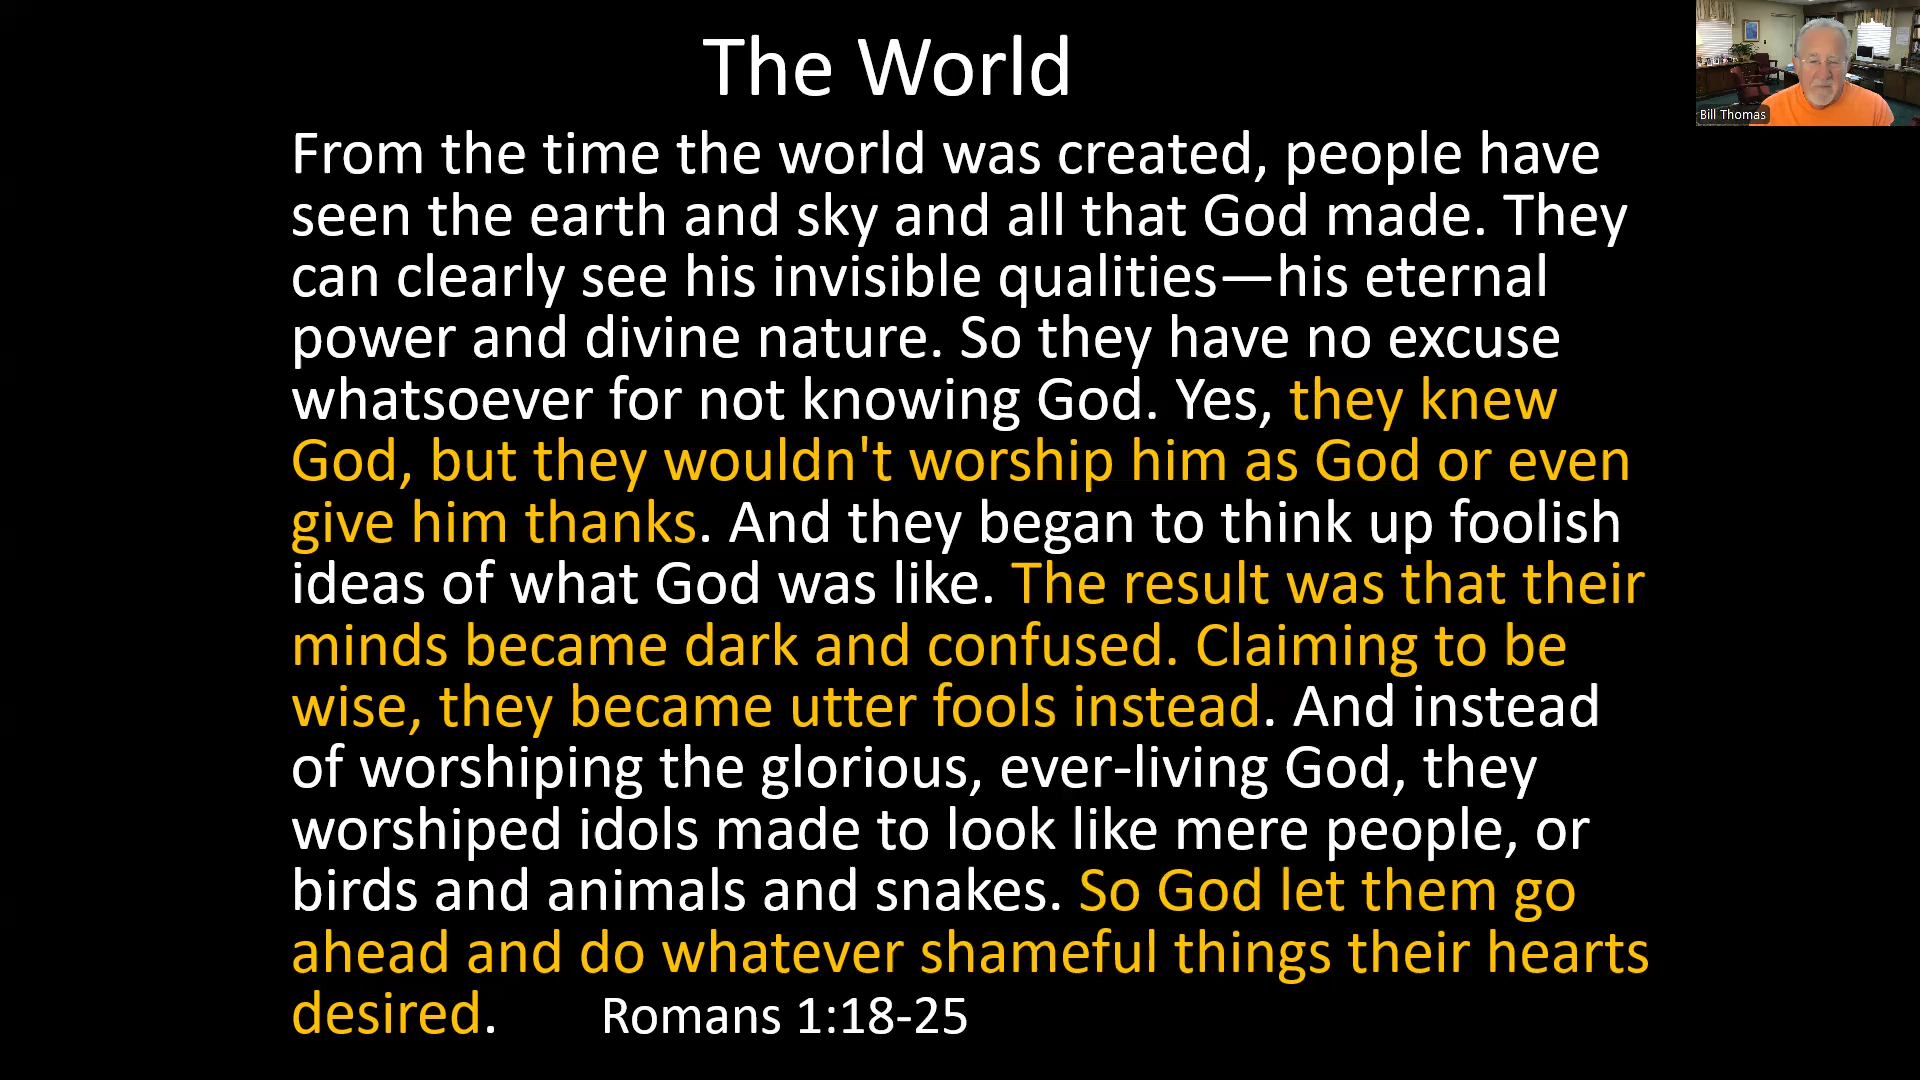 The World
Bill Thomas
From the time the world was created, people have
seen the earth and sky and all that God made. They
can clearly see his invisible qualities—his eternal
power and divine nature. So they have no excuse
whatsoever for not knowing God. Yes, they knew
God, but they wouldn't worship him as God or even
give him thanks. And they began to think up foolish
ideas of what God was like. The result was that their
minds became dark and confused. Claiming to be
wise, they became utter fools instead. And instead
of worshiping the glorious, ever-living God, they
worshiped idols made to look like mere people, or
birds and animals and snakes. So God let them go
ahead and do whatever shameful things their hearts
desired. Romans 1:18-25